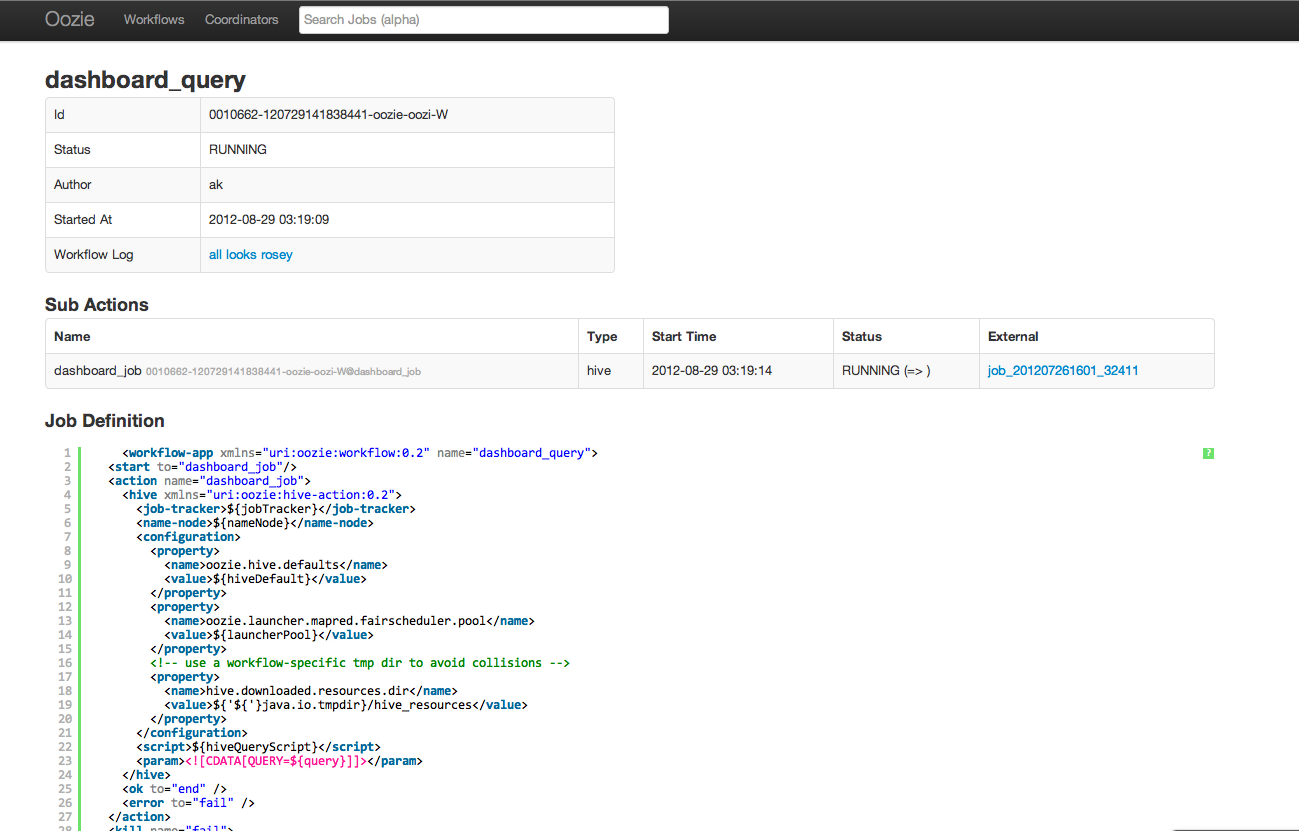 Oozie Workflows Coordinators Search Jobs (alpha)
dashboard_query
Id 0010662-120729141838441-oozie-oozi-W
Status RUNNING
Author ak
Started At 2012-08-29 03:19:09
Workflow Log all looks rosey
Sub Actions
Name Type Start Time Status External
dashboard_job 0010662-120729141838441-oozie-oozi-W@dashboard_job hive 2012-08-29 03:19:14 RUNNING (=> ) job_201207261601_32411
Job Definition
?
1 <workflow-app xmlns="uri:oozie:workflow:0.2" name="dashboard_query">
2 <start to="dashboard_job"/>
3 <action name="dashboard_job">
4 <hive xmlns="uri:oozie:hive-action:0.2">
5 <job-tracker>${jobTracker}</job-tracker>
6 <name-node>${nameNode}</name-node>
7 <configuration>
8 <property>
9 <name>oozie.hive.defaults</name>
10 <value>${hiveDefault}</value>
11 </property>
12 <property>
13 <name>oozie.launcher.mapred.fairscheduler.pool</name>
14 <value>${launcherPool}</value>
15 </property>
16 <!-- use a workflow-specific tmp dir to avoid collisions -->
17 <property>
18 <name>hive.downloaded.resources.dir</name>
19 <value>${'${'}java.io.tmpdir}/hive_resources</value>
20 </property>
21 </configuration>
22 <script>${hiveQueryScript}</script>
23 <param><![CDATA[QUERY=${query}]]></param>
24 </hive>
25 <ok to="end" />
26 <error to="fail" />
27 </action>
28 <kill name="fail">